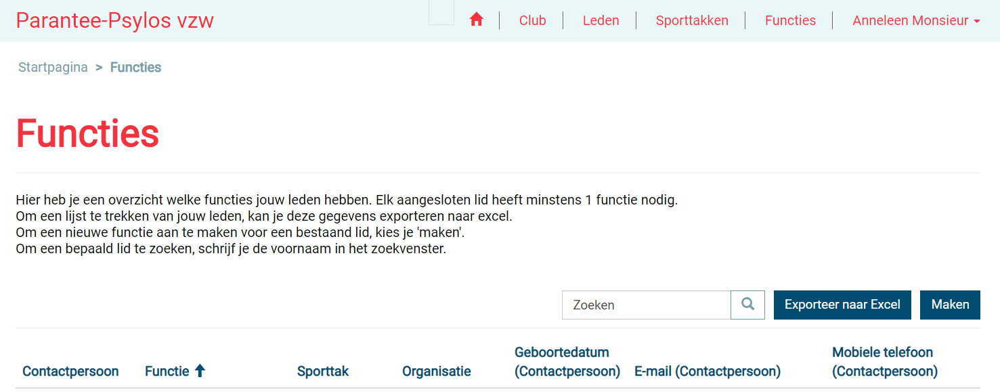 Parantee-Psylos vzw
Club
Leden
Sporttakken
Functies
Anneleen Monsieur
Startpagina > Functies
Functies
Hier heb je een overzicht welke functies jouw leden hebben. Elk aangesloten lid heeft minstens 1 functie nodig.
Om een lijst te trekken van jouw leden, kan je deze gegevens exporteren naar excel.
Om een nieuwe functie aan te maken voor een bestaand lid, kies je 'maken'.
Om een bepaald lid te zoeken, schrijf je de voornaam in het zoekvenster.
Zoeken
Exporteer naar Excel
Maken
Contactpersoon
Functie
Sporttak
Organisatie
Geboortedatum
(Contactpersoon)
E-mail (Contactpersoon)
Mobiele telefoon
(Contactpersoon)